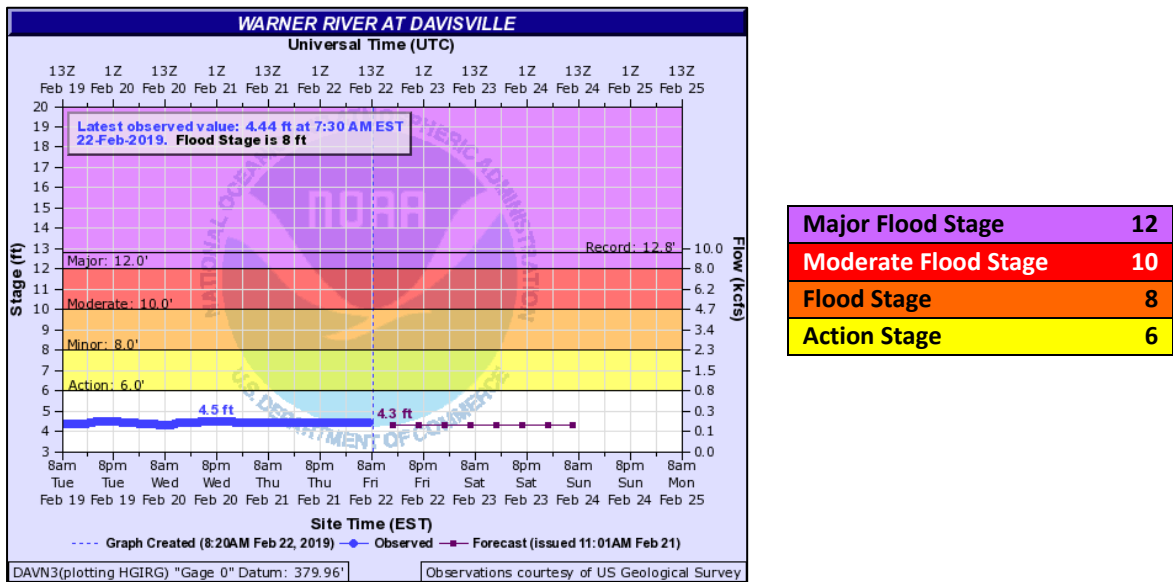 WARNER RIVER AT DAVISVILLE
Universal Time (UTC)
13Z 1Z 13Z 1Z 13Z 1Z 13Z 1Z 13Z 1Z 13Z 1Z 13Z
Feb 19 Feb 20 Feb 20 Feb 21 Feb 21 Feb 22 Feb 22 Feb 23 Feb 23 Feb 24 Feb 24 Feb 25 Feb 25
Latest observed value: 4.44 ft at 7:30 AM EST
22-Feb-2019. Flood Stage is 8 ft
NATIONAL OCEANIC AND ATMOSPHERIC ADMINISTRATION
NOAA
U.S. DEPARTMENT OF COMMERCE
Stage (ft)
20
19
18
17
16
15
14
13
12
11
10
9
8
7
6
5
4
3
Record: 12.8'
Major: 12.0'
Moderate: 10.0'
Minor: 8.0'
Action: 6.0'
4.5 ft
4.3 ft
Flow (kcfs)
10.0
8.0
6.2
4.7
3.4
2.3
1.5
0.8
0.3
0.1
0.0
8am 8pm 8am 8pm 8am 8pm 8am 8pm 8am 8pm 8am 8pm 8am
Tue Tue Wed Wed Thu Thu Fri Fri Sat Sat Sun Sun Mon
Feb 19 Feb 19 Feb 20 Feb 20 Feb 21 Feb 21 Feb 22 Feb 22 Feb 23 Feb 23 Feb 24 Feb 24 Feb 25
Site Time (EST)
Graph Created (8:20AM Feb 22, 2019) Observed Forecast (issued 11:01AM Feb 21)
DAVN3(plotting HGIRG) "Gage 0" Datum: 379.96' Observations courtesy of US Geological Survey
Major Flood Stage 12
Moderate Flood Stage 10
Flood Stage 8
Action Stage 6